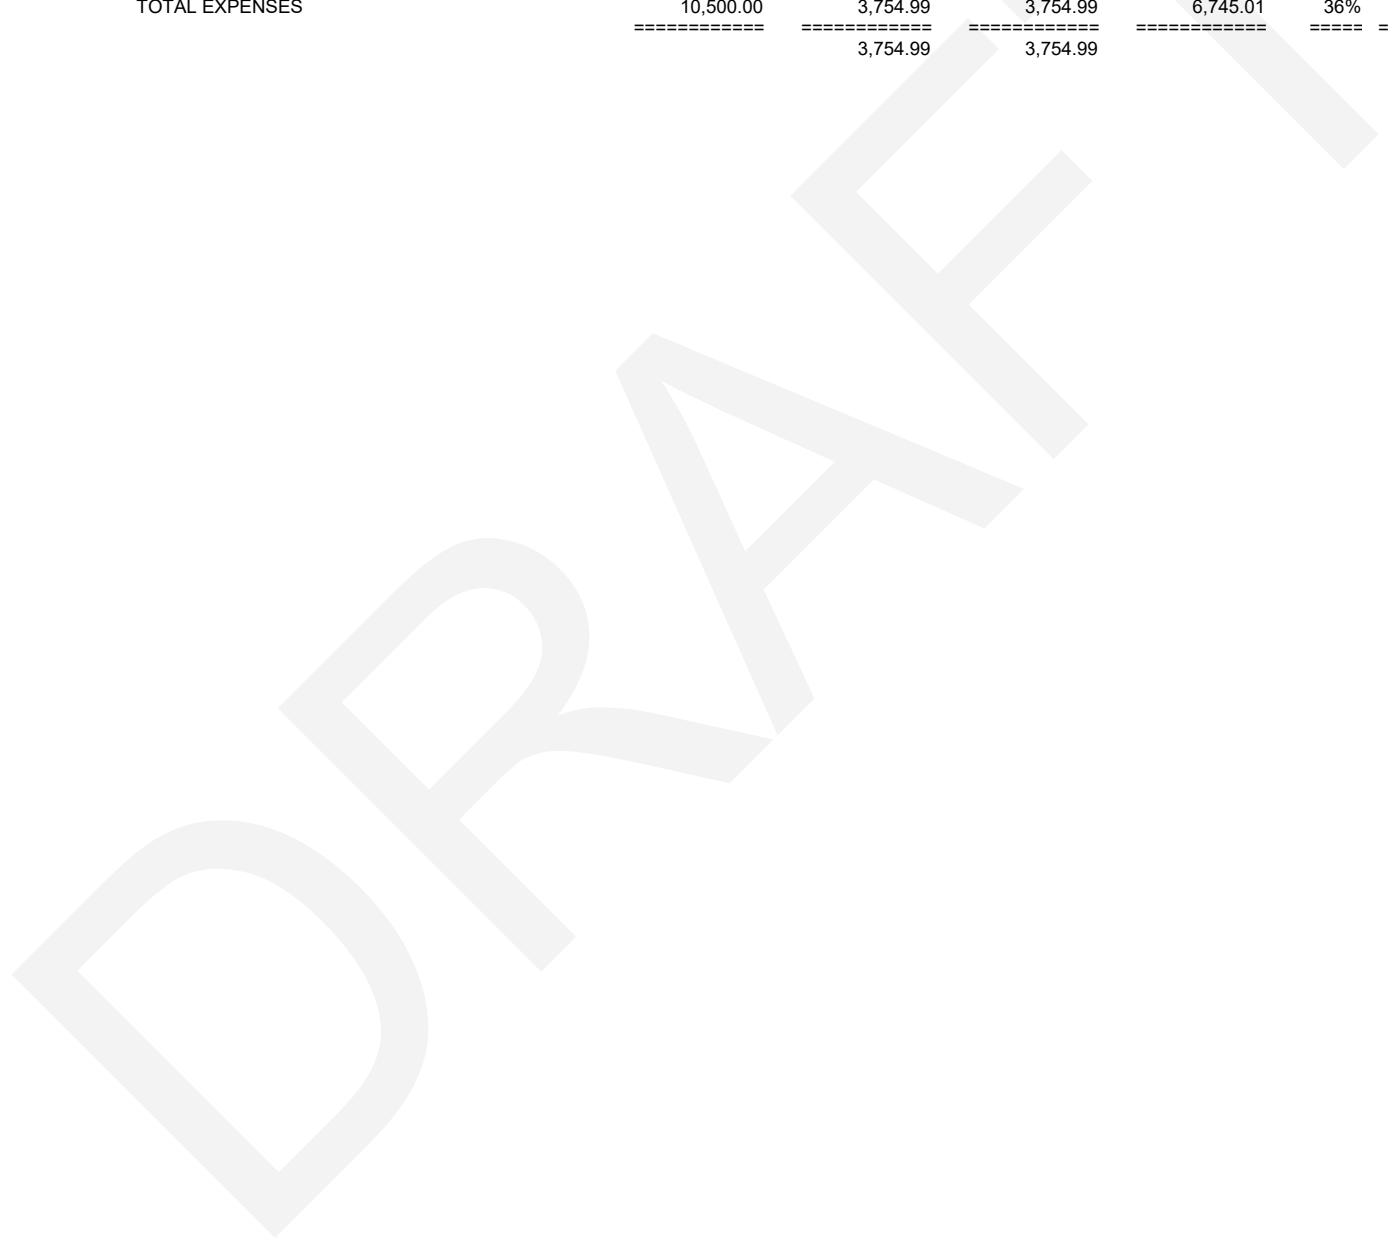 TOTAL EXPENSES 10,500.00 3,754.99 3,754.99 6,745.01 36%
============ ============ ============ ============ ===== =
3,754.99 3,754.99
DRAFT